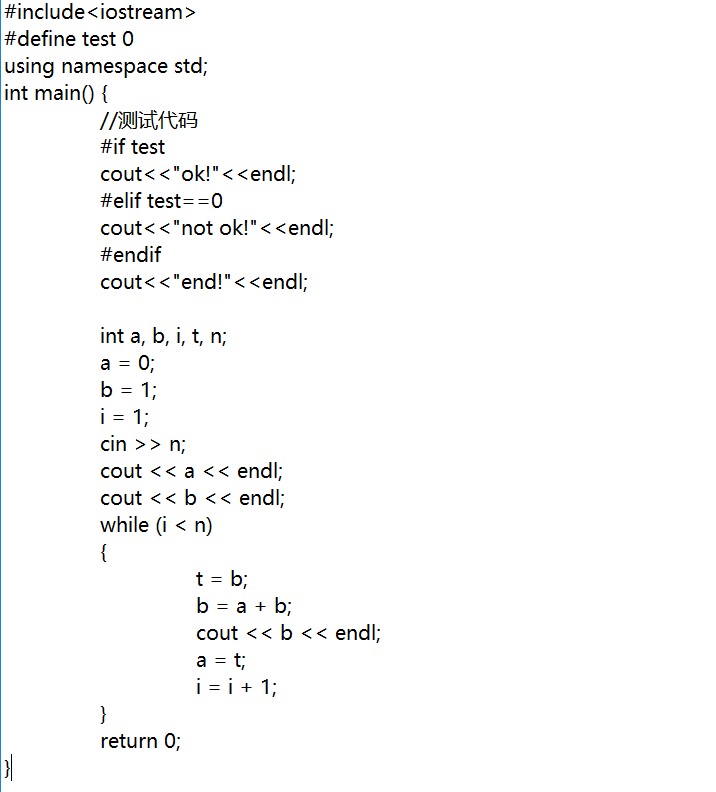 #include<iostream>
#define test 0
using namespace std;
int main() {
//测试代码
#if test
cout<<"ok!"<<endl;
#elif test==0
cout<<"not ok!"<<endl;
#endif
cout<<"end!"<<endl;
int a, b, i, t, n;
a = 0;
b = 1;
i = 1;
cin >> n;
cout << a << endl;
cout << b << endl;
while (i < n)
{
t = b;
b = a + b;
cout << b << endl;
a = t;
i = i + 1;
}
return 0;
}